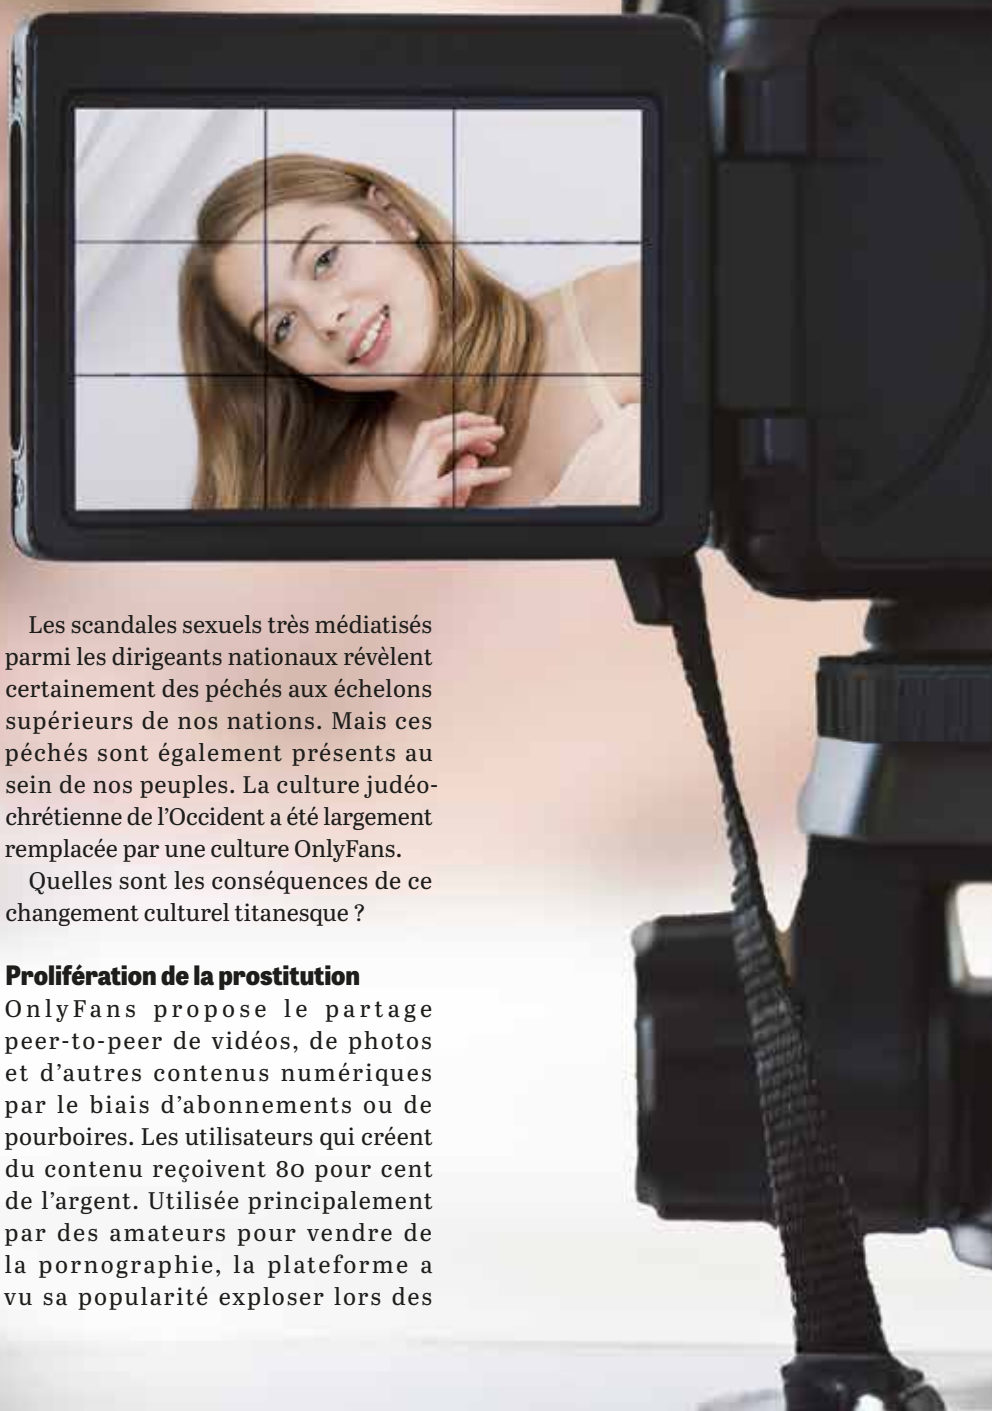 Les scandales sexuels très médiatisés
parmi les dirigeants nationaux révèlent
certainement des péchés aux échelons
supérieurs de nos nations. Mais ces
péchés sont également présents au
sein de nos peuples. La culture judéo-
chrétienne de l’Occident a été largement
remplacée par une culture OnlyFans.
Quelles sont les conséquences de ce
changement culturel titanesque ?
Prolifération de la prostitution
OnlyFans propose le partage
peer-to-peer de vidéos, de photos
et d’autres contenus numériques
par le biais d’abonnements ou de
pourboires. Les utilisateurs qui créent
du contenu reçoivent 80 pour cent
de l’argent. Utilisée principalement
par des amateurs pour vendre de
la pornographie, la plateforme a
vu sa popularité exploser lors des